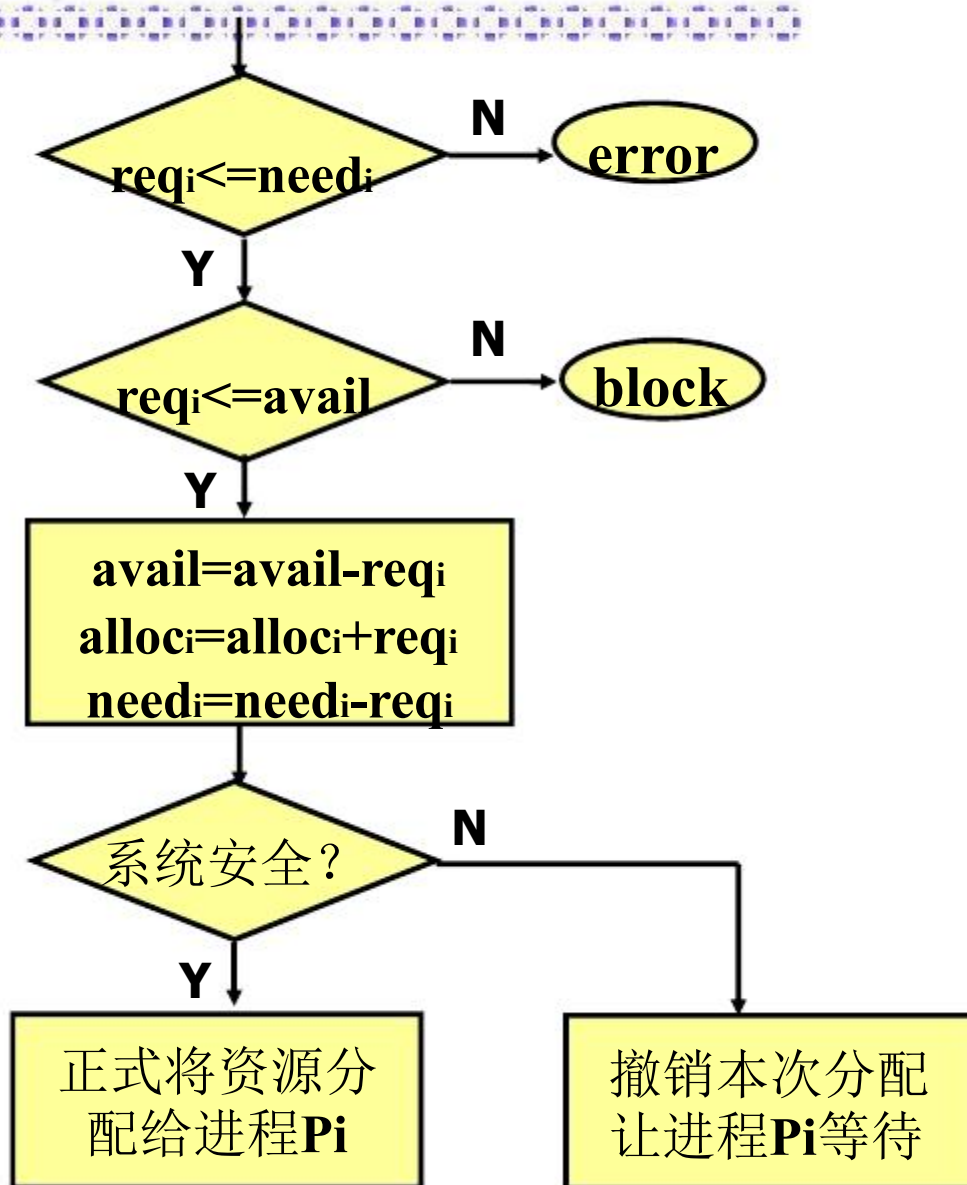 N
error
reqi<=needi
Y
N
reqi<=avail
block
Y
avail=avail-reqi
alloci=alloci+reqi
needi=needi-reqi
N
系统安全？
Y
正式将资源分
配给进程Pi
撤销本次分配
让进程Pi等待